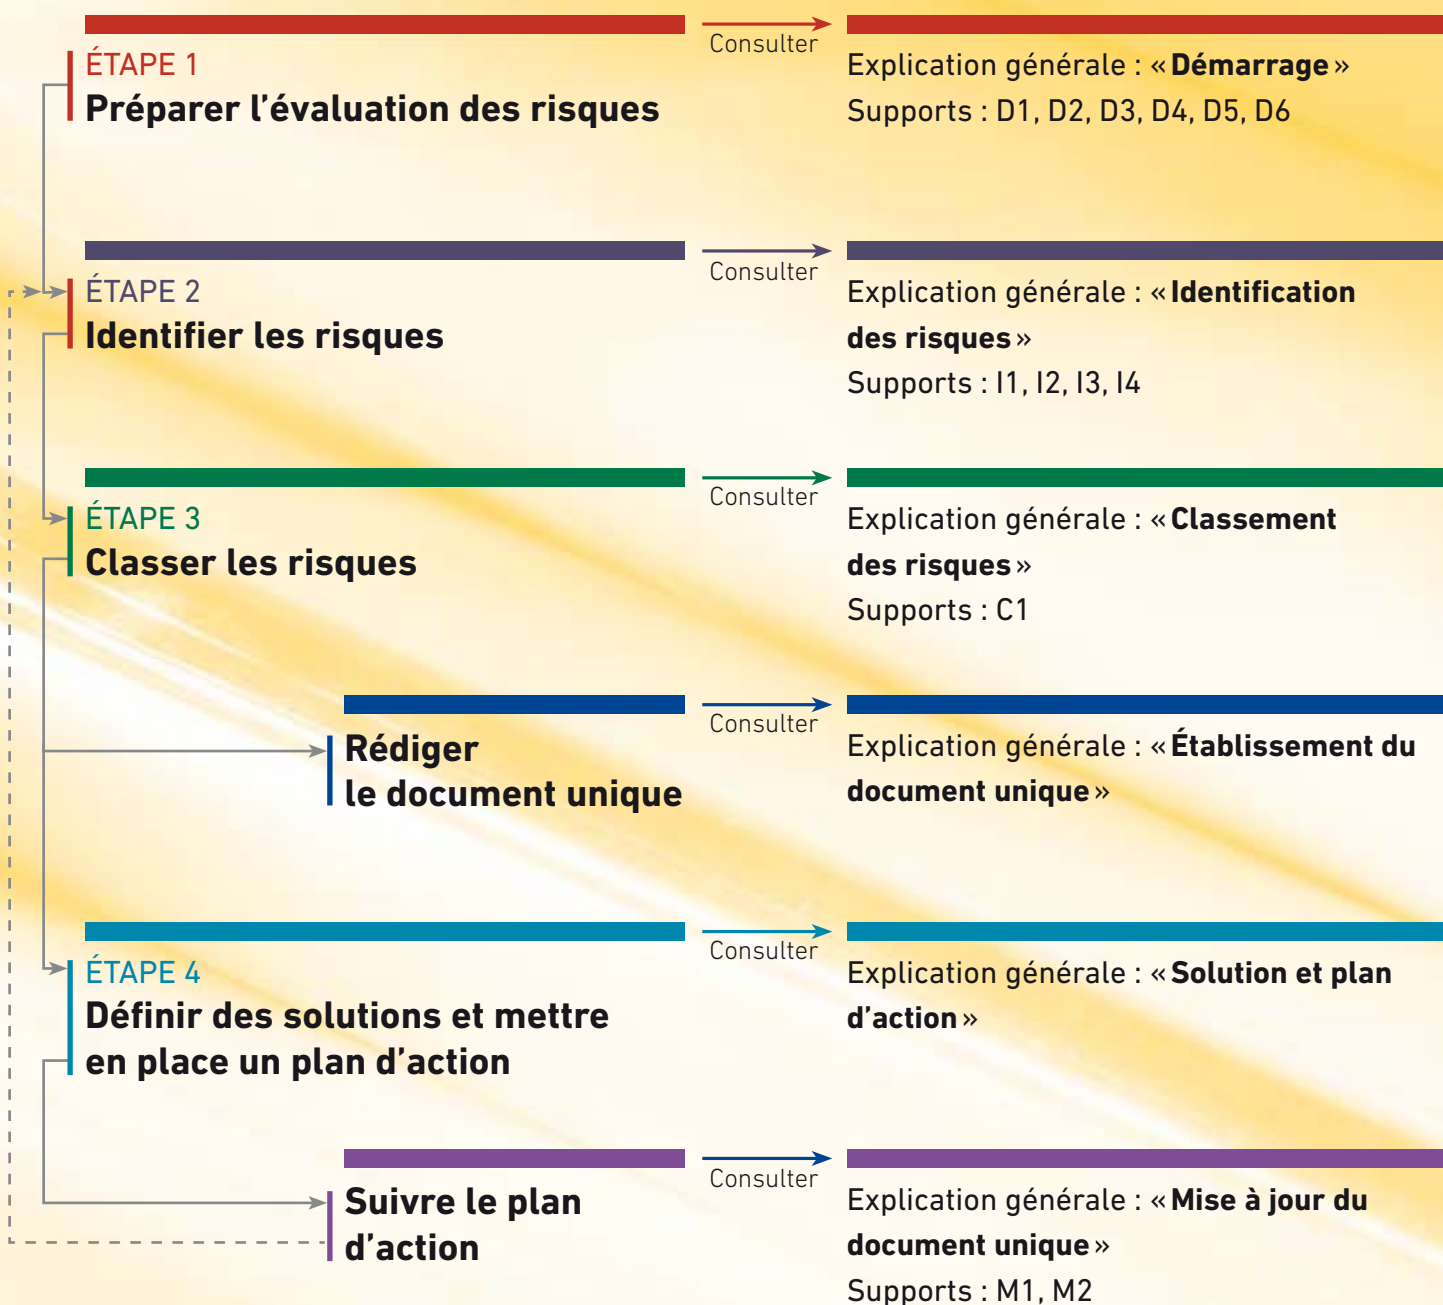 Consulter
ÉTAPE 1
Préparer l’évaluation des risques
Explication générale : « Démarrage »
Supports : D1, D2, D3, D4, D5, D6
Consulter
ÉTAPE 2
Identifier les risques
Explication générale : « Identification
des risques »
Supports : I1, I2, I3, I4
Consulter
ÉTAPE 3
Classer les risques
Explication générale : « Classement
des risques »
Supports : C1
Consulter
Rédiger
le document unique
Explication générale : « Établissement du
document unique »
Consulter
ÉTAPE 4
Définir des solutions et mettre
en place un plan d’action
Explication générale : « Solution et plan
d’action »
Consulter
Suivre le plan
d’action
Explication générale : « Mise à jour du
document unique »
Supports : M1, M2